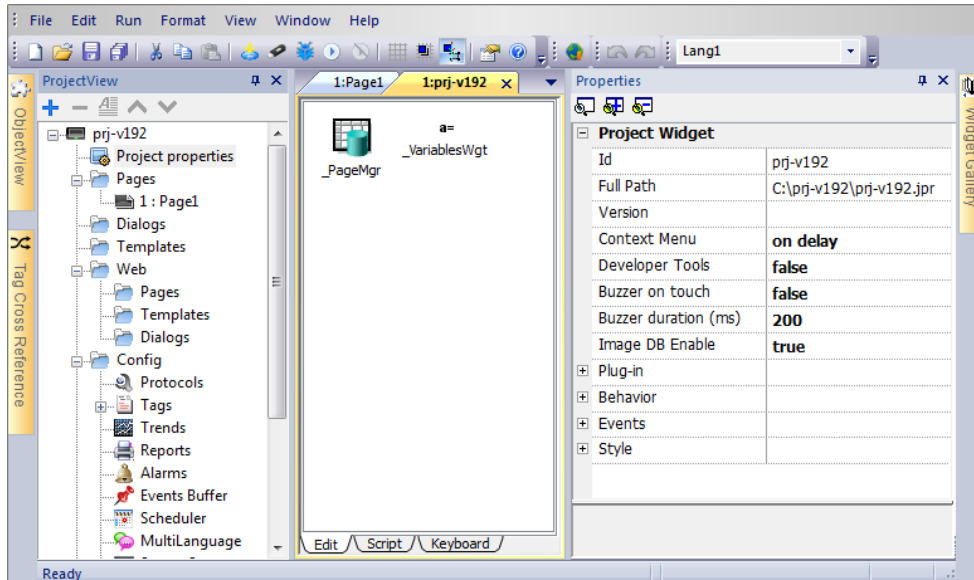 File Edit Run Format View Window Help
Lang1
ObjectView
Tag Cross Reference
ProjectView
prj-v192
Project properties
Pages
1 : Page1
Dialogs
Templates
Web
Pages
Templates
Dialogs
Config
Protocols
Tags
Trends
Reports
Alarms
Events Buffer
Scheduler
MultiLanguage
1:Page1 1:prj-v192
_PageMgr
a=
_VariablesWgt
Edit Script Keyboard
Properties
Project Widget
Id prj-v192
Full Path C:\prj-v192\prj-v192.jpr
Version
Context Menu on delay
Developer Tools false
Buzzer on touch false
Buzzer duration (ms) 200
Image DB Enable true
Plug-in
Behavior
Events
Style
Widget Gallery
Ready